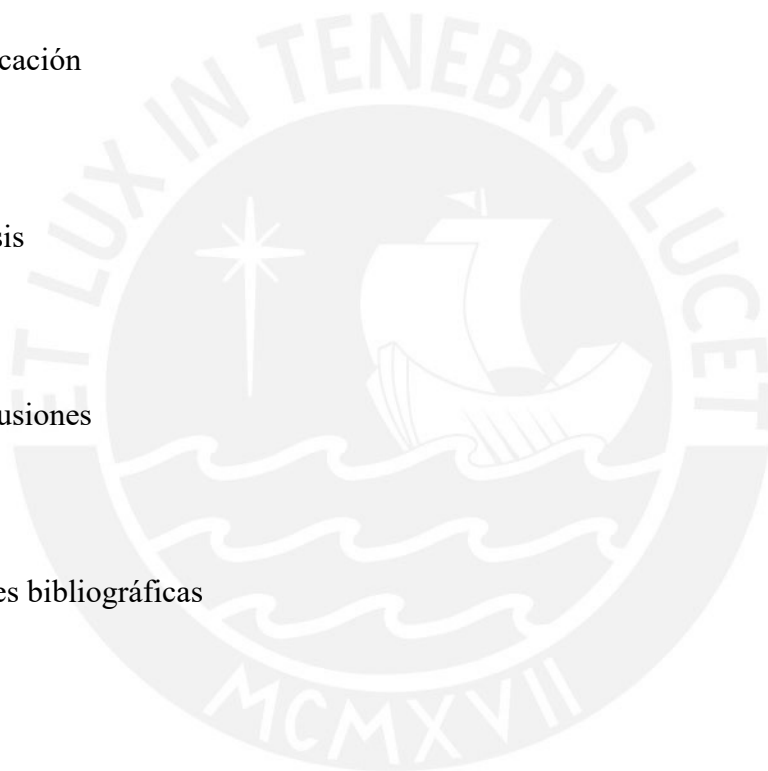 ET LUX IN TENEBRIS LUCET
cación
sis
usiones
es bibliográficas
MCMXVII